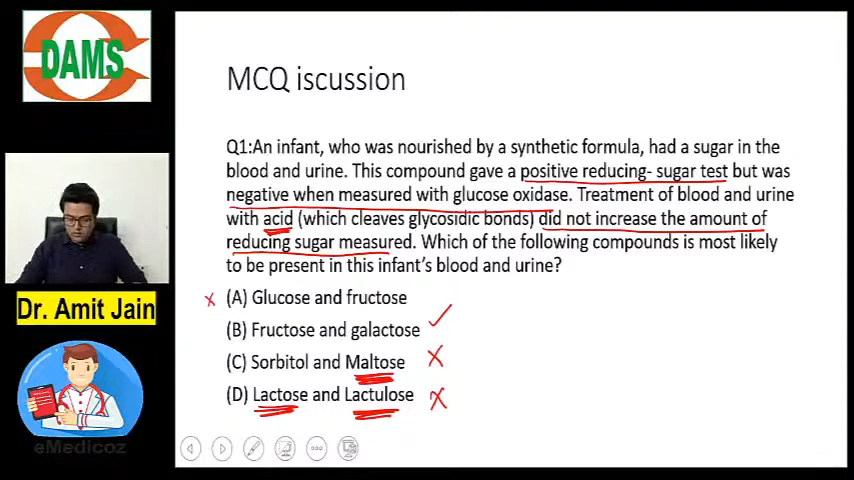 DAMS
MCQ iscussion
Q1:An infant, who was nourished by a synthetic formula, had a sugar in the
blood and urine. This compound gave a positive reducing- sugar test but was
negative when measured with glucose oxidase. Treatment of blood and urine
with acid (which cleaves glycosidic bonds) did not increase the amount of
reducing sugar measured. Which of the following compounds is most likely
to be present in this infant's blood and urine?
(A) Glucose and fructose
(B) Fructose and galactose
(C) Sorbitol and Maltose
(D) Lactose and Lactulose
Dr. Amit Jain
eMedicoz